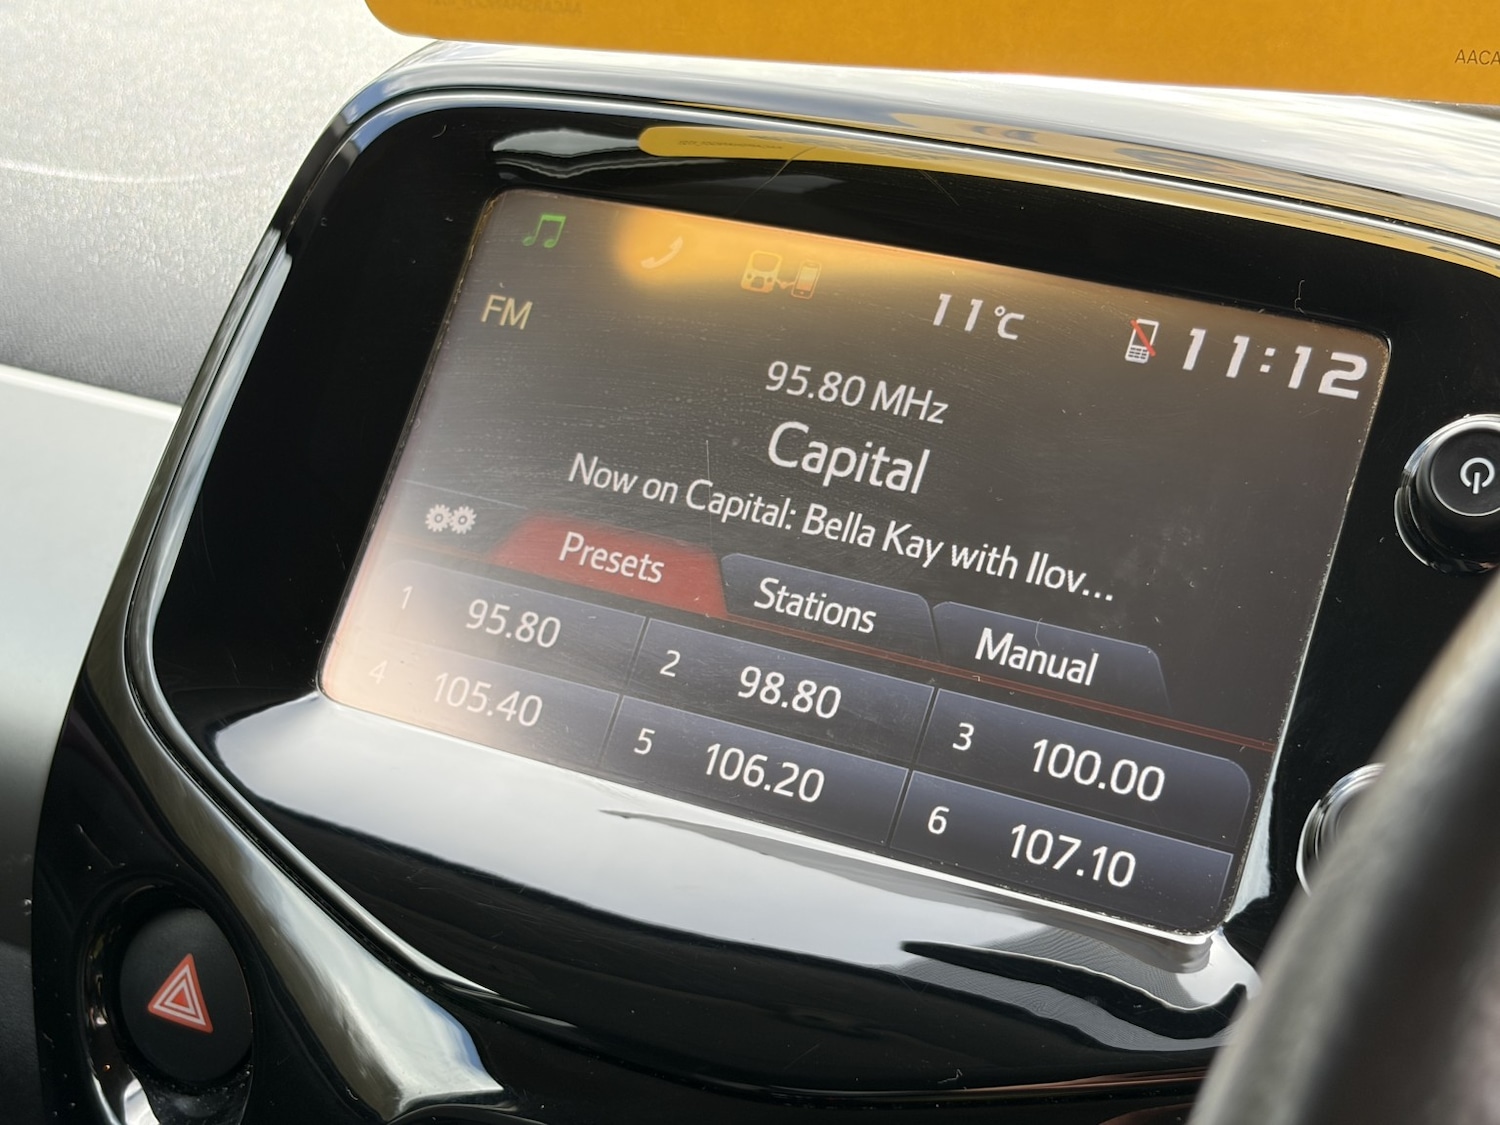 AACA
FM
11°C
11:12
95.80 MHz
Capital
Now on Capital: Bella Kay with Ilov...
Presets
Stations
Manual
1 95.80
2 98.80
3 100.00
4 105.40
5 106.20
6 107.10